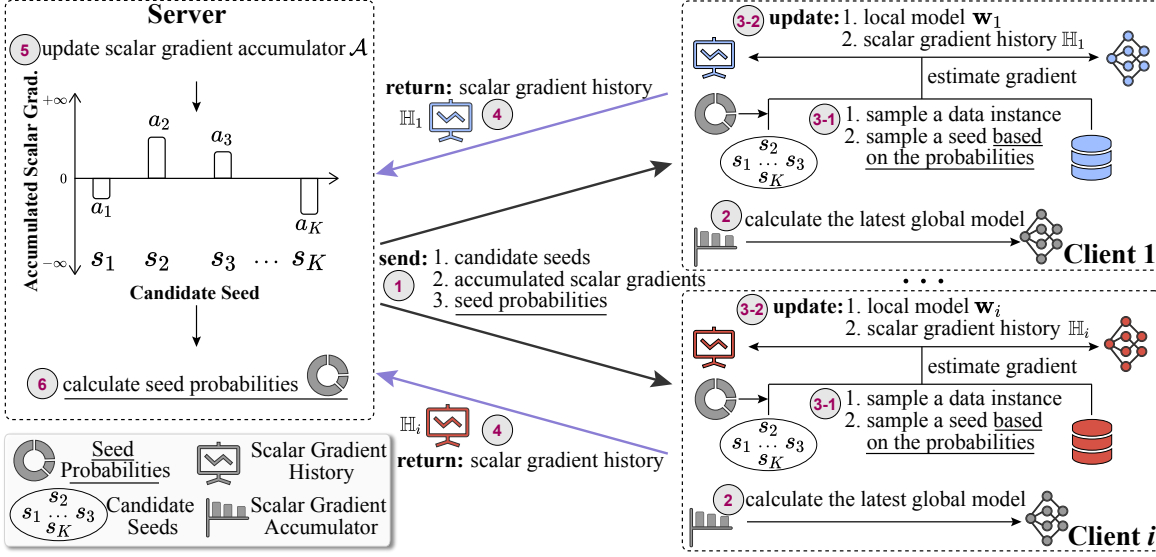 Server
5 update scalar gradient accumulator 𝒜
Accumulated Scalar Grad.
+∞
0
−∞
a₁
a₂
a₃
a_K
s₁ s₂ s₃ … s_K
Candidate Seed
6 calculate seed probabilities
Seed
Probabilities
Scalar Gradient
History
s₂
s₁ … s₃
s_K
Candidate
Seeds
Scalar Gradient
Accumulator
return: scalar gradient history
ℍ₁ 4
send: 1. candidate seeds
1 2. accumulated scalar gradients
3. seed probabilities
ℍᵢ 4
return: scalar gradient history
3-2 update: 1. local model 𝐰₁
2. scalar gradient history ℍ₁
estimate gradient
3-1 1. sample a data instance
2. sample a seed based
on the probabilities
s₂
s₁ … s₃
s_K
2 calculate the latest global model
Client 1
. . .
3-2 update: 1. local model 𝐰ᵢ
2. scalar gradient history ℍᵢ
estimate gradient
3-1 1. sample a data instance
2. sample a seed based
on the probabilities
s₂
s₁ … s₃
s_K
2 calculate the latest global model
Client i